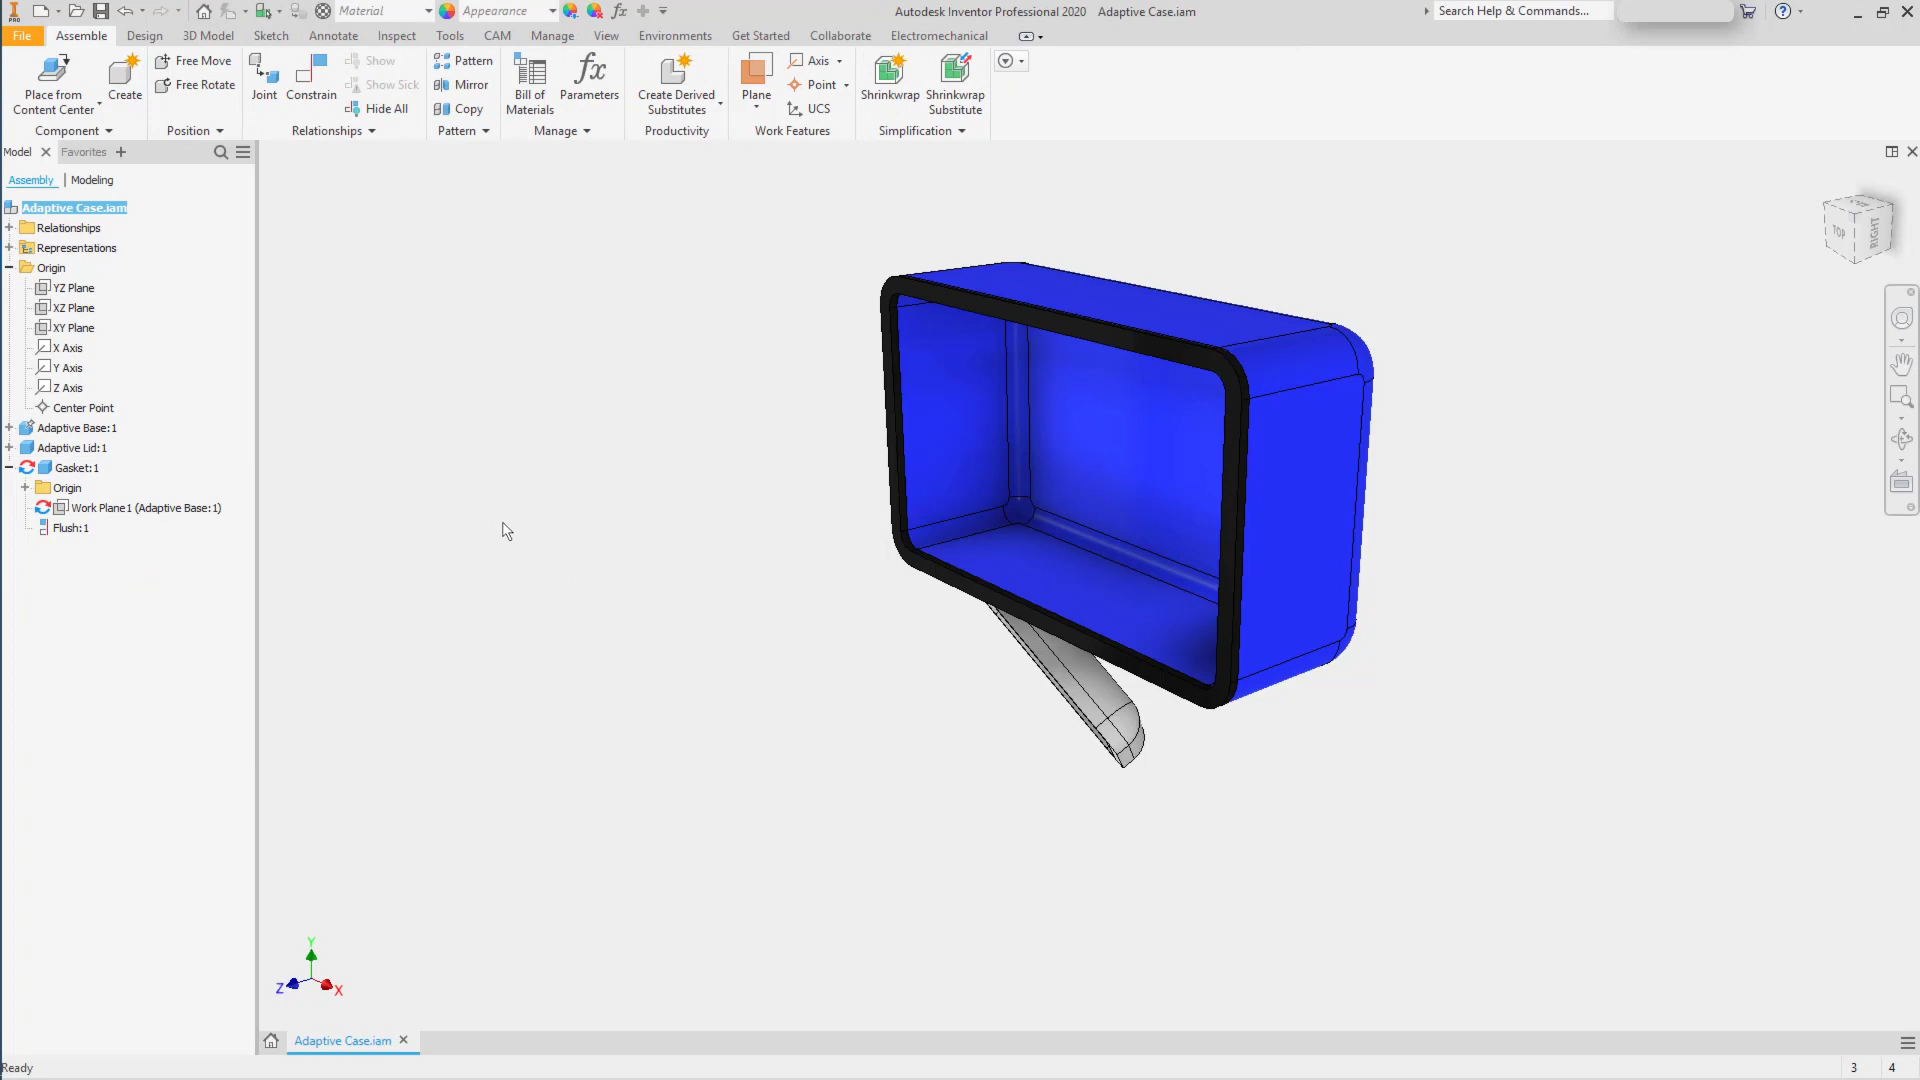 Material
Appearance
fx
Autodesk Inventor Professional 2020 Adaptive Case.iam
Search Help & Commands...
File Assemble Design 3D Model Sketch Annotate Inspect Tools CAM Manage View Environments Get Started Collaborate Electromechanical
Place from
Content Center
Create
Component
Free Move
Free Rotate
Position
Joint
Constrain
Show
Show Sick
Hide All
Relationships
Pattern
Mirror
Copy
Pattern
Bill of
Materials
fx
Parameters
Manage
Create Derived
Substitutes
Productivity
Plane
Axis
Point
UCS
Work Features
Shrinkwrap
Shrinkwrap
Substitute
Simplification
Model Favorites
Assembly | Modeling
Adaptive Case.iam
Relationships
Representations
Origin
YZ Plane
XZ Plane
XY Plane
X Axis
Y Axis
Z Axis
Center Point
Adaptive Base:1
Adaptive Lid:1
Gasket:1
Origin
Work Plane1 (Adaptive Base:1)
Flush:1
TOP
RIGHT
Y
Z
X
Adaptive Case.iam
Ready
3 4